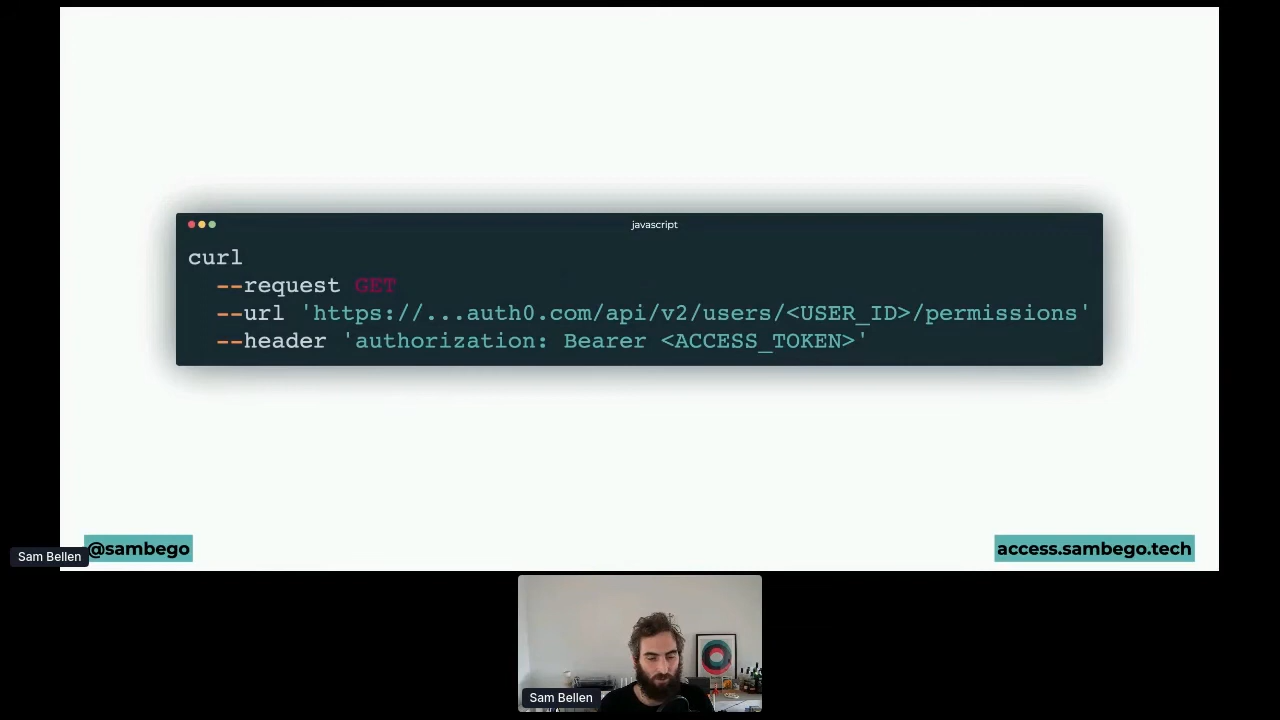 javascript
curl
--request GET
--url 'https://...auth0.com/api/v2/users/<USER_ID>/permissions'
--header 'authorization: Bearer <ACCESS_TOKEN>'
@sambego
access.sambego.tech
Sam Bellen
Sam Bellen